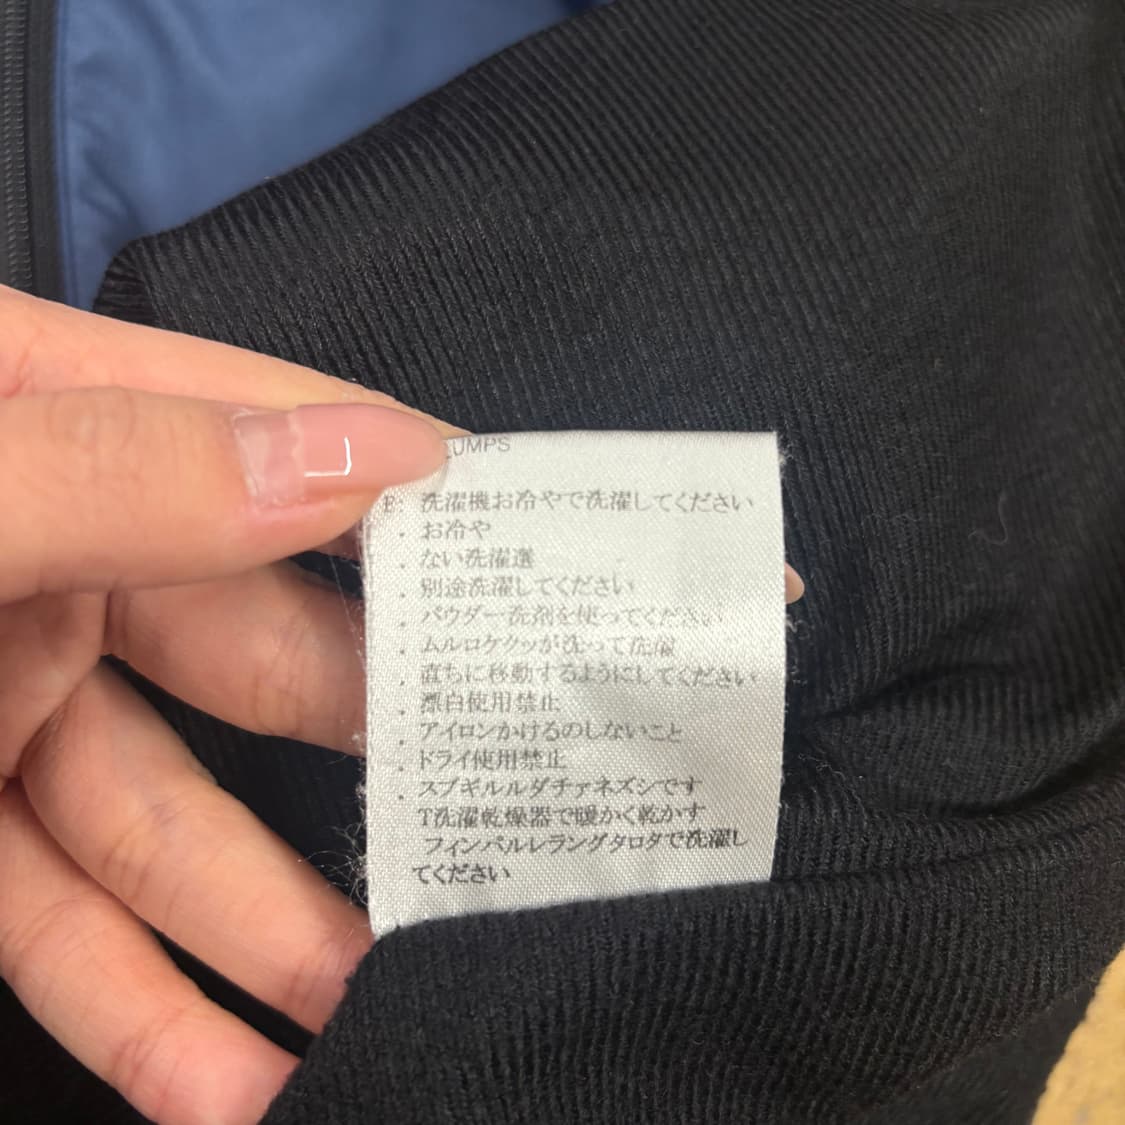 LUMPS
E: 洗濯機お冷やで洗濯してください
. お冷や
. ない洗濯選
. 別途洗濯してください
. パウダー洗剤を使ってください
. ムルロケクッが洗って洗濯
. 直ちに移動するようにしてください
. 漂白使用禁止
. アイロンかけるのしないこと
. ドライ使用禁止
. スブギルルダチァネズシです
T洗濯乾燥器で暖かく乾かす
フィンパルレラングタロタで洗濯し
てください